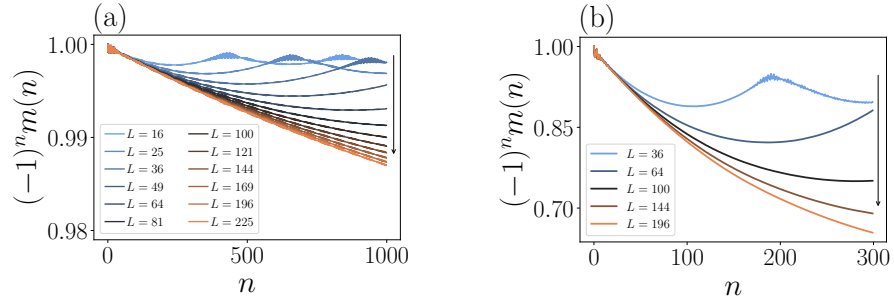 (a)
(−1)ⁿm(n)
1.00
0.99
0.98
L = 16
L = 25
L = 36
L = 49
L = 64
L = 81
L = 100
L = 121
L = 144
L = 169
L = 196
L = 225
0
500
1000
n
(b)
(−1)ⁿm(n)
1.00
0.85
0.70
L = 36
L = 64
L = 100
L = 144
L = 196
0
100
200
300
n